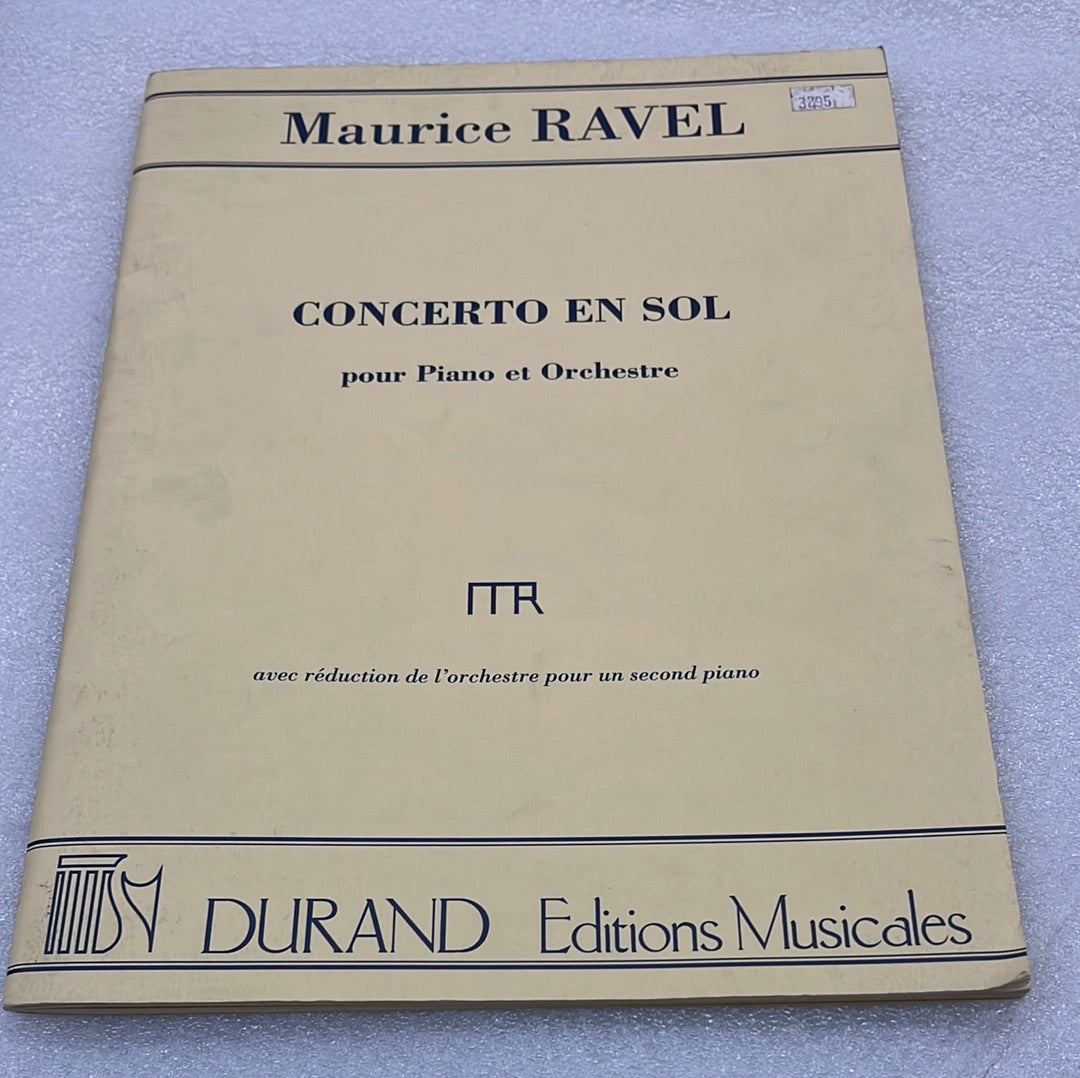 Maurice RAVEL
3295
CONCERTO EN SOL
pour Piano et Orchestre
MR
avec réduction de l'orchestre pour un second piano
DURAND Editions Musicales